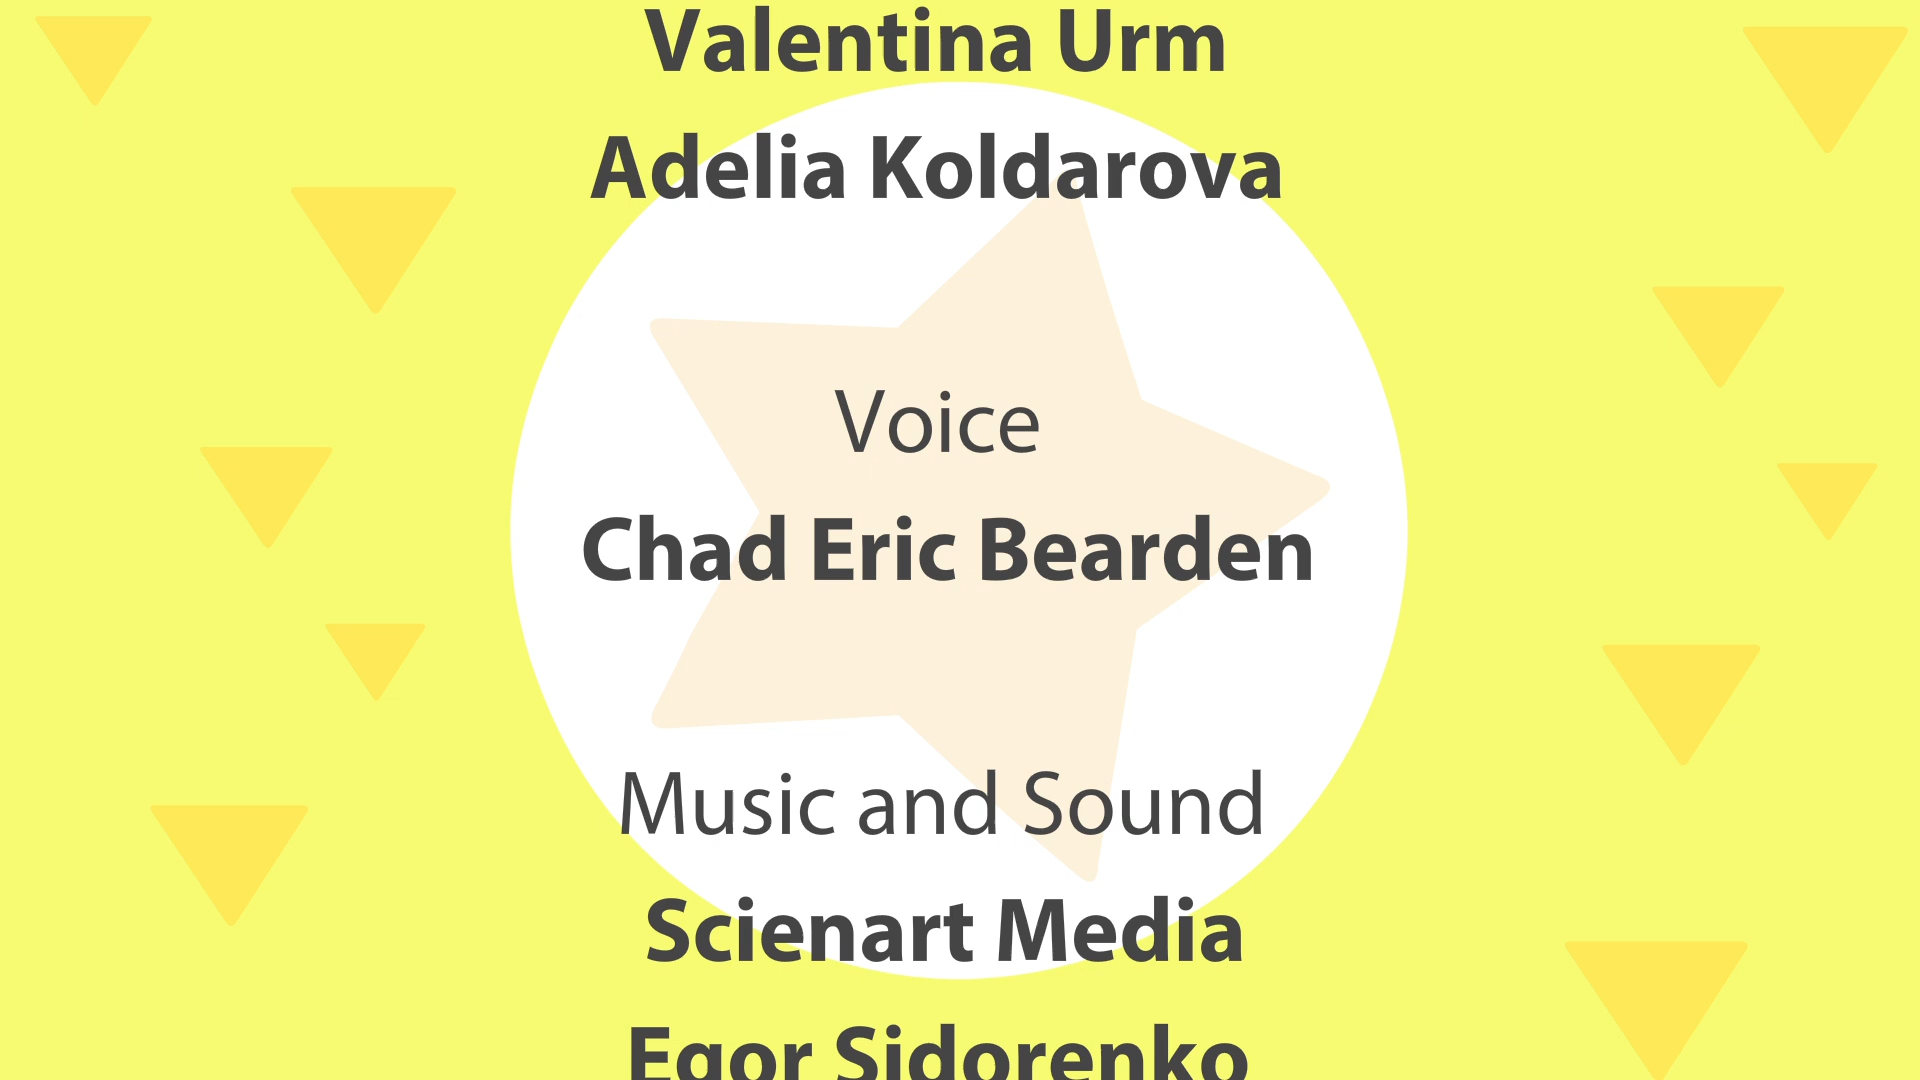 Valentina Urm
Adelia Koldarova
Voice
Chad Eric Bearden
Music and Sound
Scienart Media
Egor Sidorenko